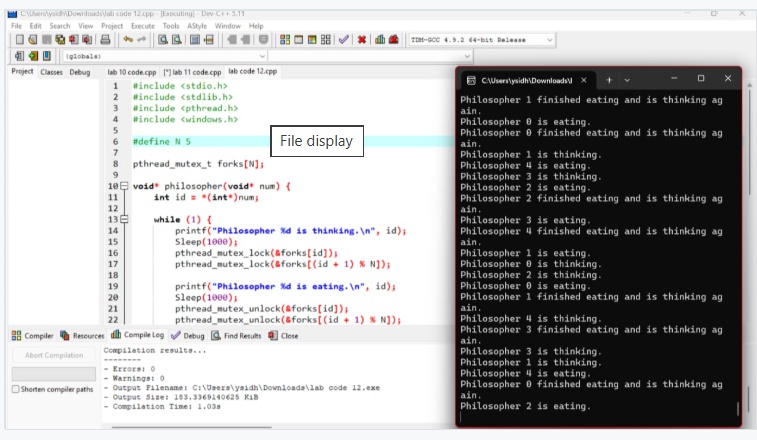 C:\Users\ysidh\Downloads\lab code 12.cpp - [Executing] - Dev-C++ 5.11
File Edit Search View Project Execute Tools AStyle Window Help
TDM-GCC 4.9.2 64-bit Release
(globals)
Project Classes Debug
lab 10 code.cpp [*] lab 11 code.cpp lab code 12.cpp
1 #include <stdio.h>
2 #include <stdlib.h>
3 #include <pthread.h>
4 #include <windows.h>
5
6 #define N 5
7
8 pthread_mutex_t forks[N];
9
10 void* philosopher(void* num) {
11 int id = *(int*)num;
12
13 while (1) {
14 printf("Philosopher %d is thinking.\n", id);
15 Sleep(1000);
16 pthread_mutex_lock(&forks[id]);
17 pthread_mutex_lock(&forks[(id + 1) % N]);
18
19 printf("Philosopher %d is eating.\n", id);
20 Sleep(1000);
21 pthread_mutex_unlock(&forks[id]);
22 pthread_mutex_unlock(&forks[(id + 1) % N]);
File display
C:\Users\ysidh\Downloads\l
Philosopher 1 finished eating and is thinking ag
ain.
Philosopher 0 is eating.
Philosopher 0 finished eating and is thinking ag
ain.
Philosopher 1 is thinking.
Philosopher 4 is eating.
Philosopher 3 is thinking.
Philosopher 2 is eating.
Philosopher 2 finished eating and is thinking ag
ain.
Philosopher 3 is eating.
Philosopher 4 finished eating and is thinking ag
ain.
Philosopher 1 is eating.
Philosopher 0 is thinking.
Philosopher 2 is thinking.
Philosopher 0 is eating.
Philosopher 1 finished eating and is thinking ag
ain.
Philosopher 4 is thinking.
Philosopher 3 finished eating and is thinking ag
ain.
Philosopher 3 is thinking.
Philosopher 1 is thinking.
Philosopher 4 is eating.
Philosopher 0 finished eating and is thinking ag
ain.
Philosopher 2 is eating.
Compiler Resources Compile Log Debug Find Results Close
Abort Compilation
Shorten compiler paths
Compilation results...
--------
- Errors: 0
- Warnings: 0
- Output Filename: C:\Users\ysidh\Downloads\lab code 12.exe
- Output Size: 183.3369140625 KiB
- Compilation Time: 1.03s